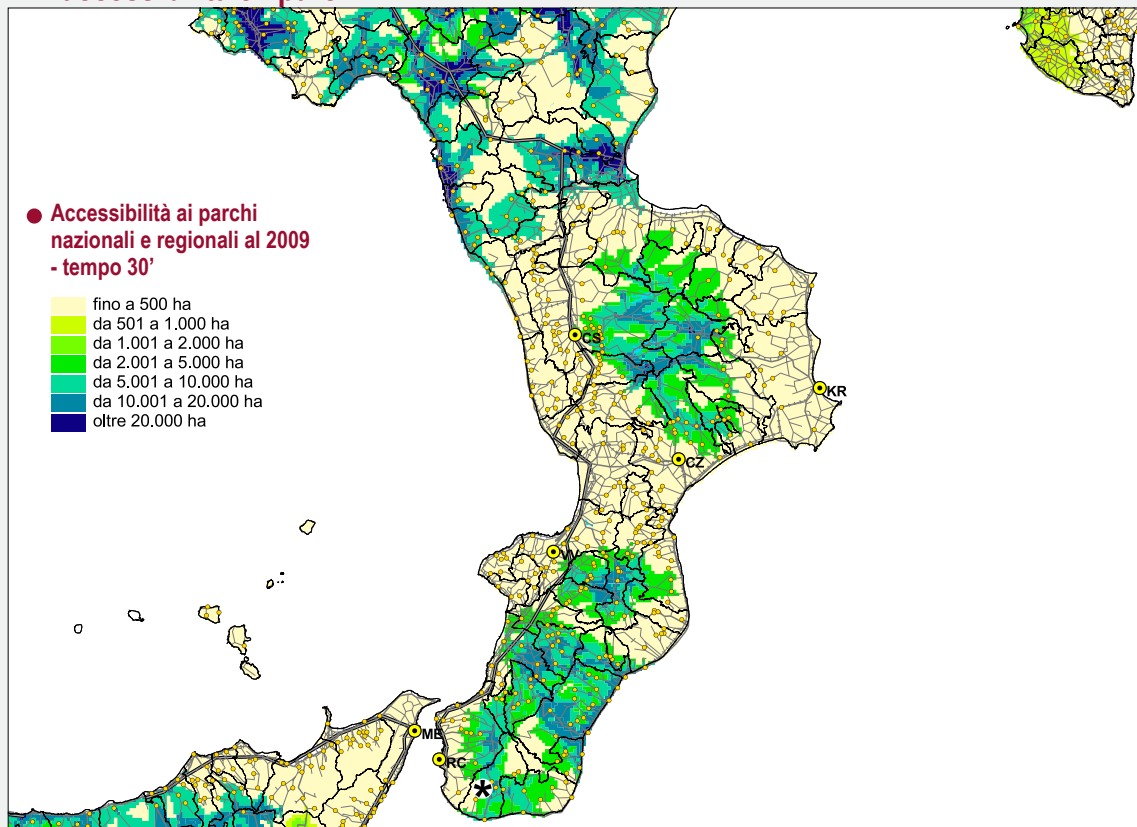 Accessibilità ai parchi
nazionali e regionali al 2009
- tempo 30’
fino a 500 ha
da 501 a 1.000 ha
da 1.001 a 2.000 ha
da 2.001 a 5.000 ha
da 5.001 a 10.000 ha
da 10.001 a 20.000 ha
oltre 20.000 ha
CS
KR
CZ
VV
ME
RC
*